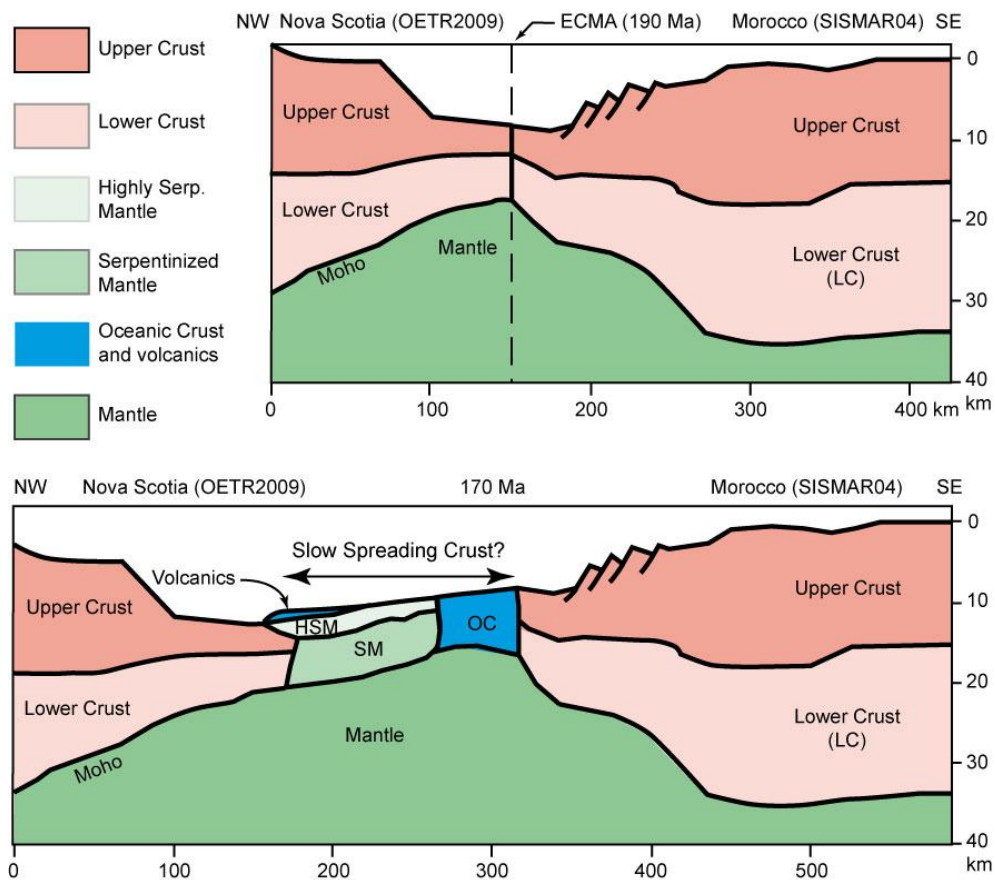 Upper Crust
Lower Crust
Highly Serp.
Mantle
Serpentinized
Mantle
Oceanic Crust
and volcanics
Mantle
NW Nova Scotia (OETR2009) ECMA (190 Ma) Morocco (SISMAR04) SE
Upper Crust
Upper Crust
Lower Crust
Mantle
Moho
Lower Crust
(LC)
0
10
20
30
40
km
0 100 200 300 400 km
NW Nova Scotia (OETR2009) 170 Ma Morocco (SISMAR04) SE
Slow Spreading Crust?
Volcanics
Upper Crust
HSM
SM
OC
Upper Crust
Lower Crust
Mantle
Moho
Lower Crust
(LC)
0
10
20
30
40
km
0 100 200 300 400 500